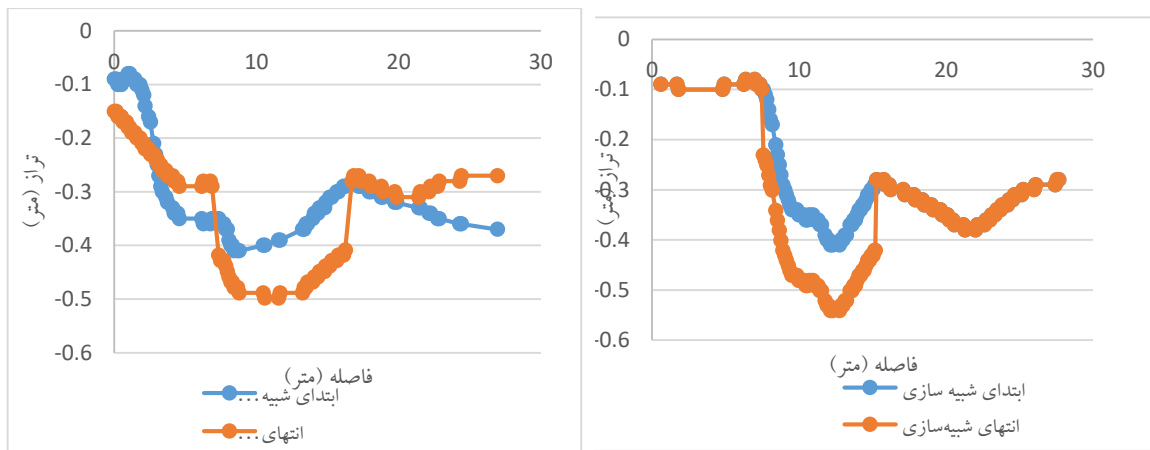 0
0 10 20 30
-0.1
-0.2
-0.3
-0.4
-0.5
-0.6
تراز (متر)
فاصله (متر)
ابتدای شبیه...
انتهای...
0
0 10 20 30
-0.1
-0.2
-0.3
-0.4
-0.5
-0.6
تراز (متر)
فاصله (متر)
ابتدای شبیه سازی
انتهای شبیه‌سازی